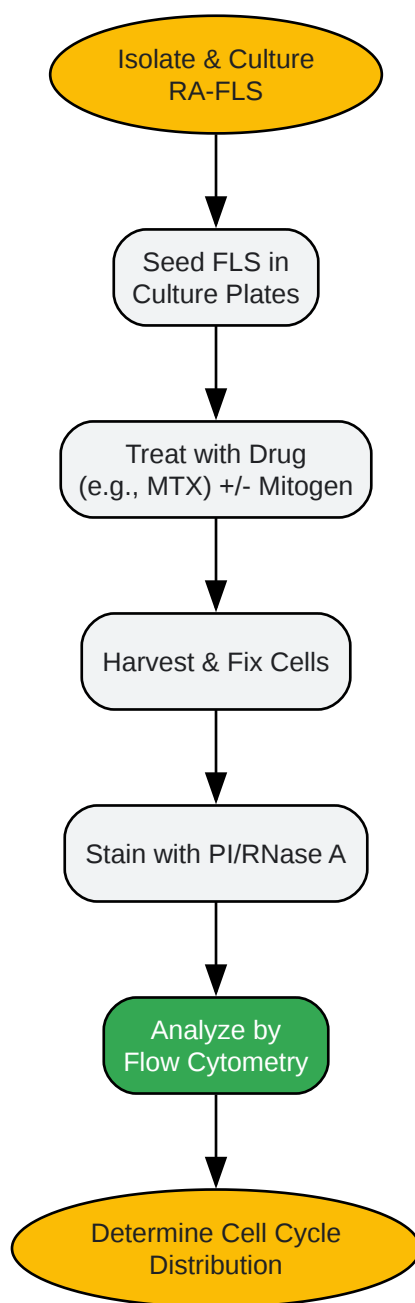 Isolate & Culture
RA-FLS
Seed FLS in
Culture Plates
Treat with Drug
(e.g., MTX) +/- Mitogen
Harvest & Fix Cells
Stain with PI/RNase A
Analyze by
Flow Cytometry
Determine Cell Cycle
Distribution